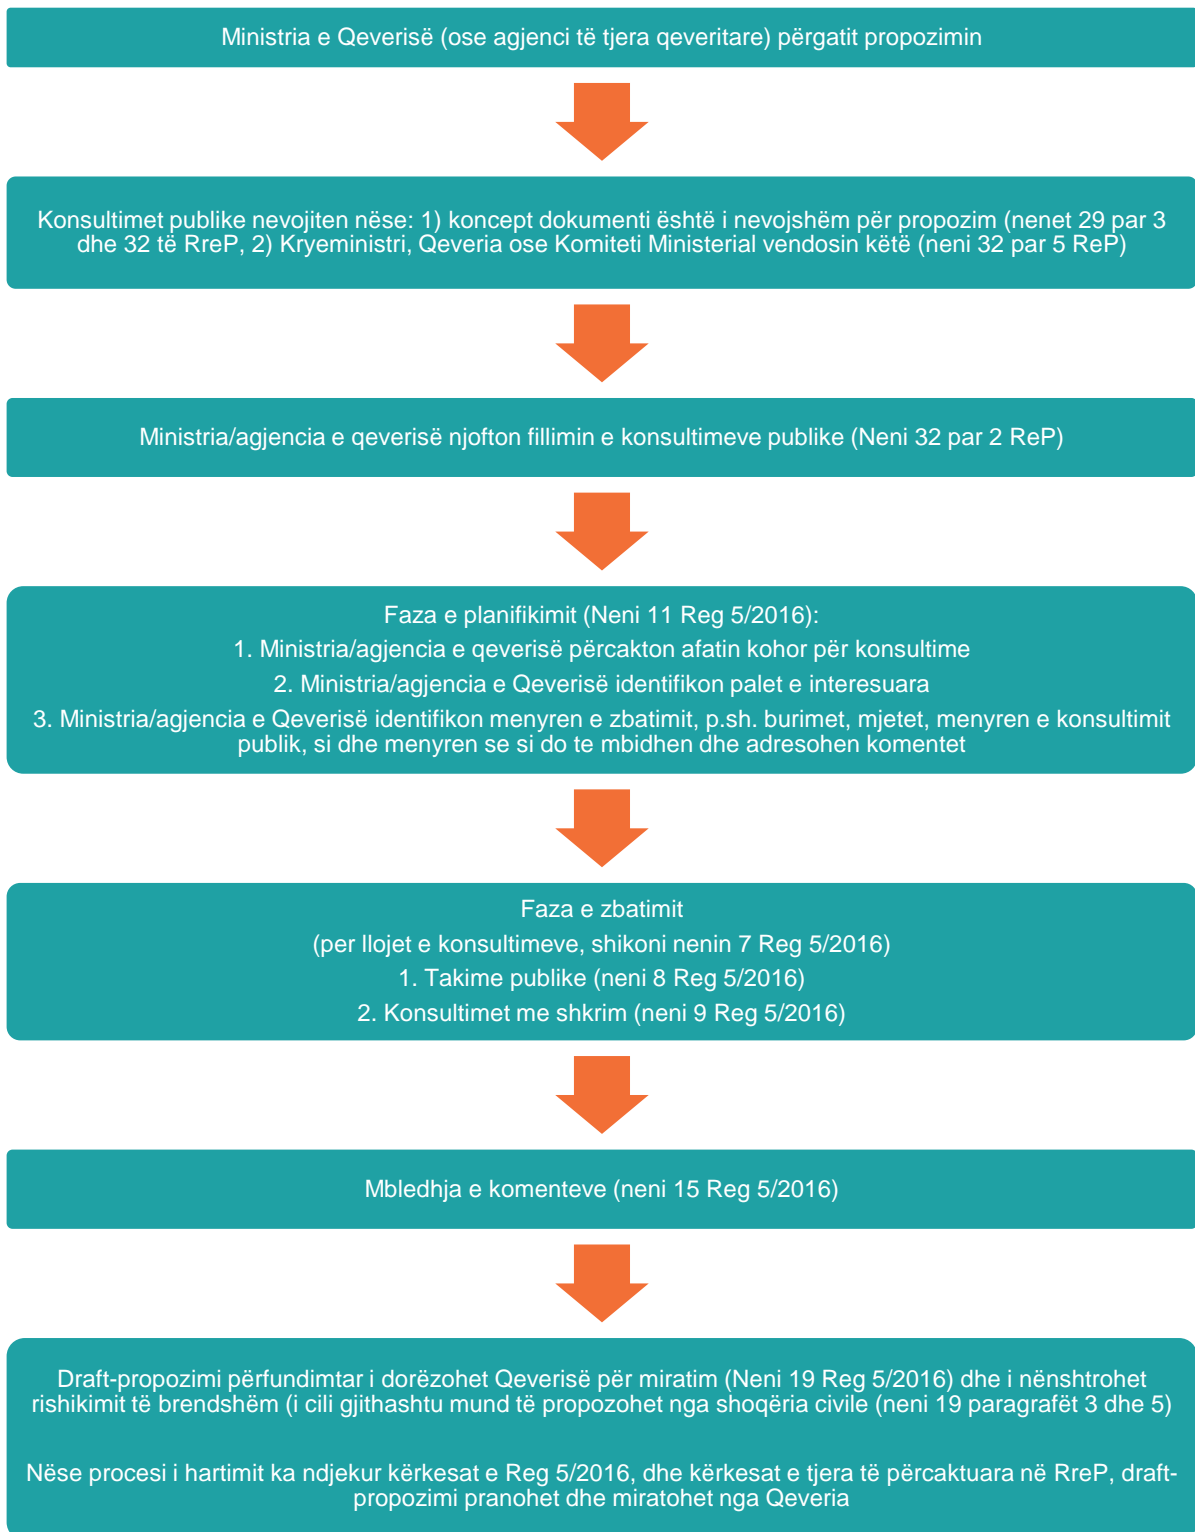 Ministria e Qeverisë (ose agjenci të tjera qeveritare) përgatit propozimin
Konsultimet publike nevojiten nëse: 1) koncept dokumenti është i nevojshëm për propozim (nenet 29 par 3
dhe 32 të RreP, 2) Kryeministri, Qeveria ose Komiteti Ministerial vendosin këtë (neni 32 par 5 ReP)
Ministria/agjencia e qeverisë njofton fillimin e konsultimeve publike (Neni 32 par 2 ReP)
Faza e planifikimit (Neni 11 Reg 5/2016):
1. Ministria/agjencia e qeverisë përcakton afatin kohor për konsultime
2. Ministria/agjencia e Qeverisë identifikon palet e interesuara
3. Ministria/agjencia e Qeverisë identifikon menyren e zbatimit, p.sh. burimet, mjetet, menyren e konsultimit
publik, si dhe menyren se si do te mbidhen dhe adresohen komentet
Faza e zbatimit
(per llojet e konsultimeve, shikoni nenin 7 Reg 5/2016)
1. Takime publike (neni 8 Reg 5/2016)
2. Konsultimet me shkrim (neni 9 Reg 5/2016)
Mbledhja e komenteve (neni 15 Reg 5/2016)
Draft-propozimi përfundimtar i dorëzohet Qeverisë për miratim (Neni 19 Reg 5/2016) dhe i nënshtrohet
rishikimit të brendshëm (i cili gjithashtu mund të propozohet nga shoqëria civile (neni 19 paragrafët 3 dhe 5)
Nëse procesi i hartimit ka ndjekur kërkesat e Reg 5/2016, dhe kërkesat e tjera të përcaktuara në RreP, draft-
propozimi pranohet dhe miratohet nga Qeveria